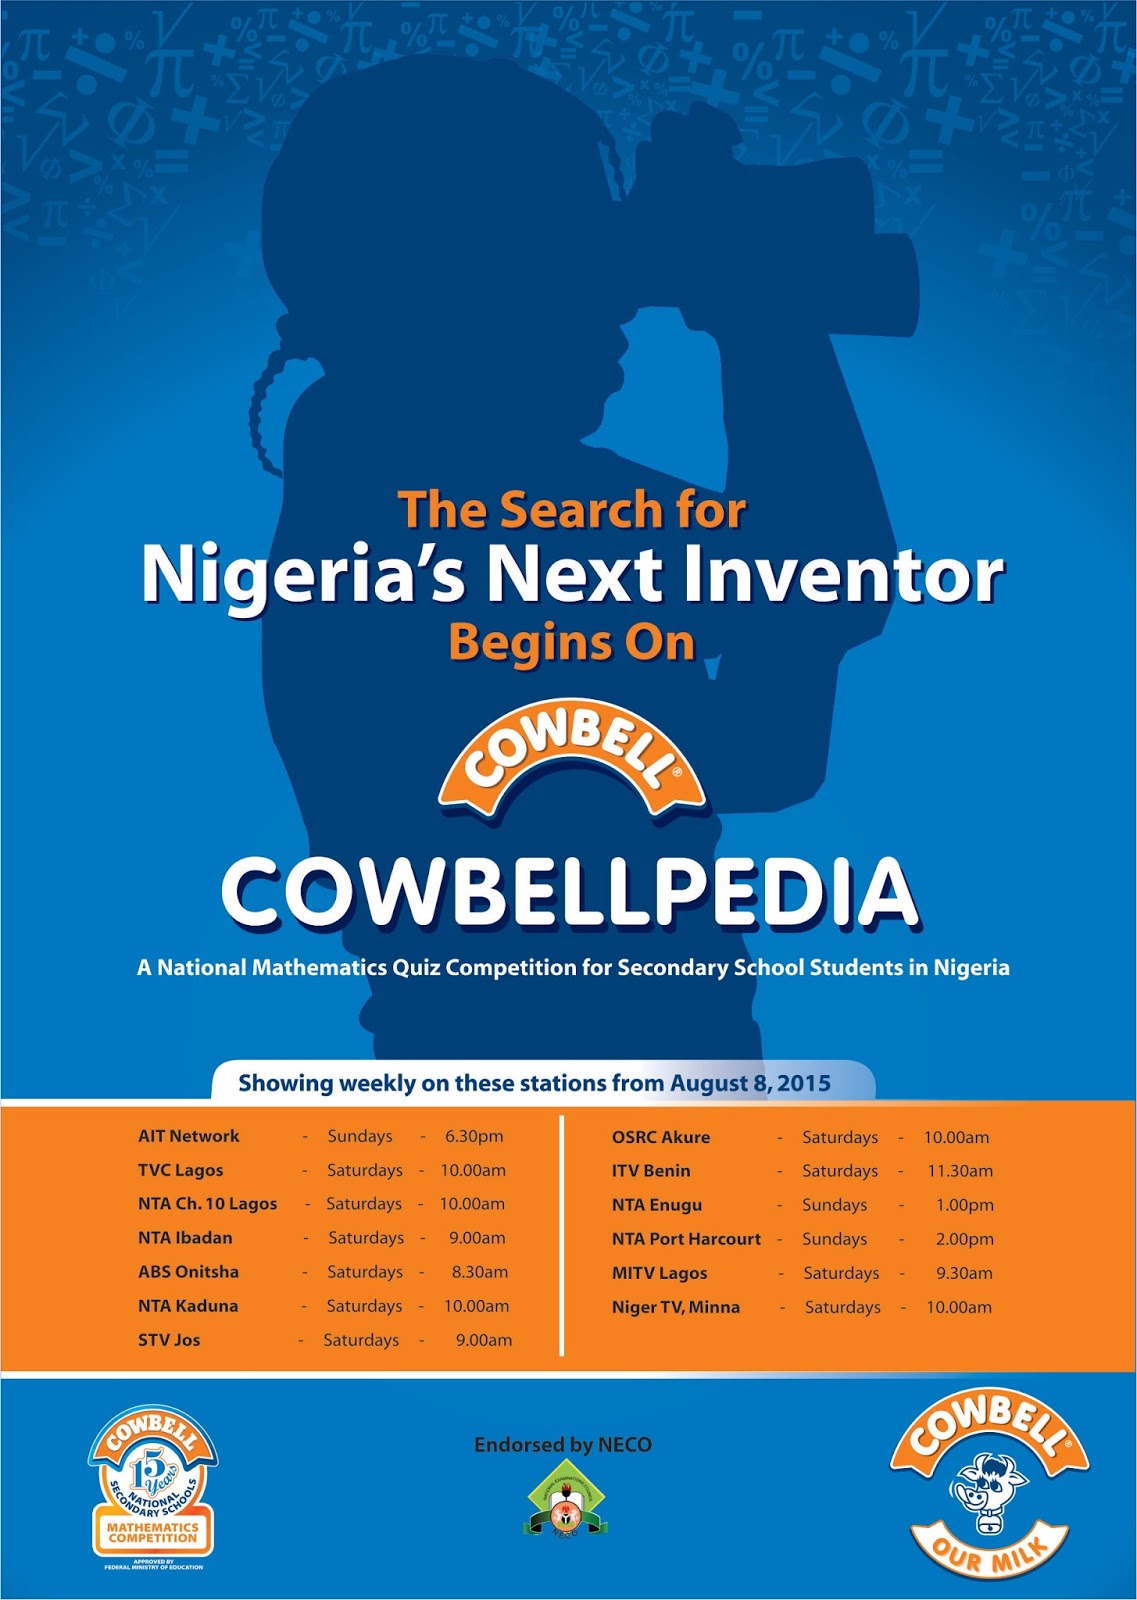 The Search for
Nigeria's Next Inventor
Begins On
COWBELL®
COWBELLPEDIA
A National Mathematics Quiz Competition for Secondary School Students in Nigeria
Showing weekly on these stations from August 8, 2015
AIT Network - Sundays - 6.30pm
TVC Lagos - Saturdays - 10.00am
NTA Ch. 10 Lagos - Saturdays - 10.00am
NTA Ibadan - Saturdays - 9.00am
ABS Onitsha - Saturdays - 8.30am
NTA Kaduna - Saturdays - 10.00am
STV Jos - Saturdays - 9.00am
OSRC Akure - Saturdays - 10.00am
ITV Benin - Saturdays - 11.30am
NTA Enugu - Sundays - 1.00pm
NTA Port Harcourt - Sundays - 2.00pm
MITV Lagos - Saturdays - 9.30am
Niger TV, Minna - Saturdays - 10.00am
COWBELL
15 Years
NATIONAL
SECONDARY SCHOOLS
MATHEMATICS
COMPETITION
APPROVED BY
FEDERAL MINISTRY OF EDUCATION
Endorsed by NECO
NATIONAL EXAMINATIONS COUNCIL
NECO
COWBELL®
OUR MILK